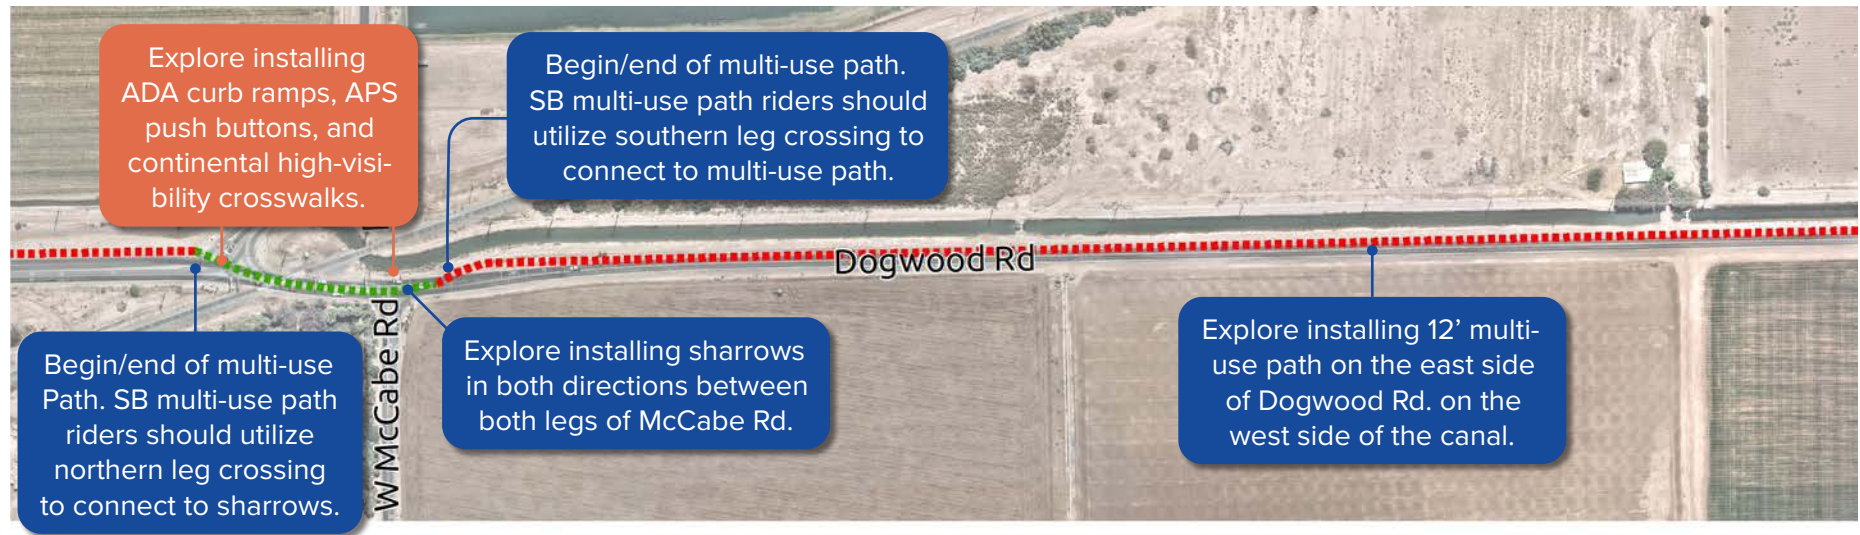 Explore installing
ADA curb ramps, APS
push buttons, and
continental high-visi-
bility crosswalks.
Begin/end of multi-use path.
SB multi-use path riders should
utilize southern leg crossing to
connect to multi-use path.
Dogwood Rd
W McCabe Rd
Begin/end of multi-use
Path. SB multi-use path
riders should utilize
northern leg crossing
to connect to sharrows.
Explore installing sharrows
in both directions between
both legs of McCabe Rd.
Explore installing 12’ multi-
use path on the east side
of Dogwood Rd. on the
west side of the canal.